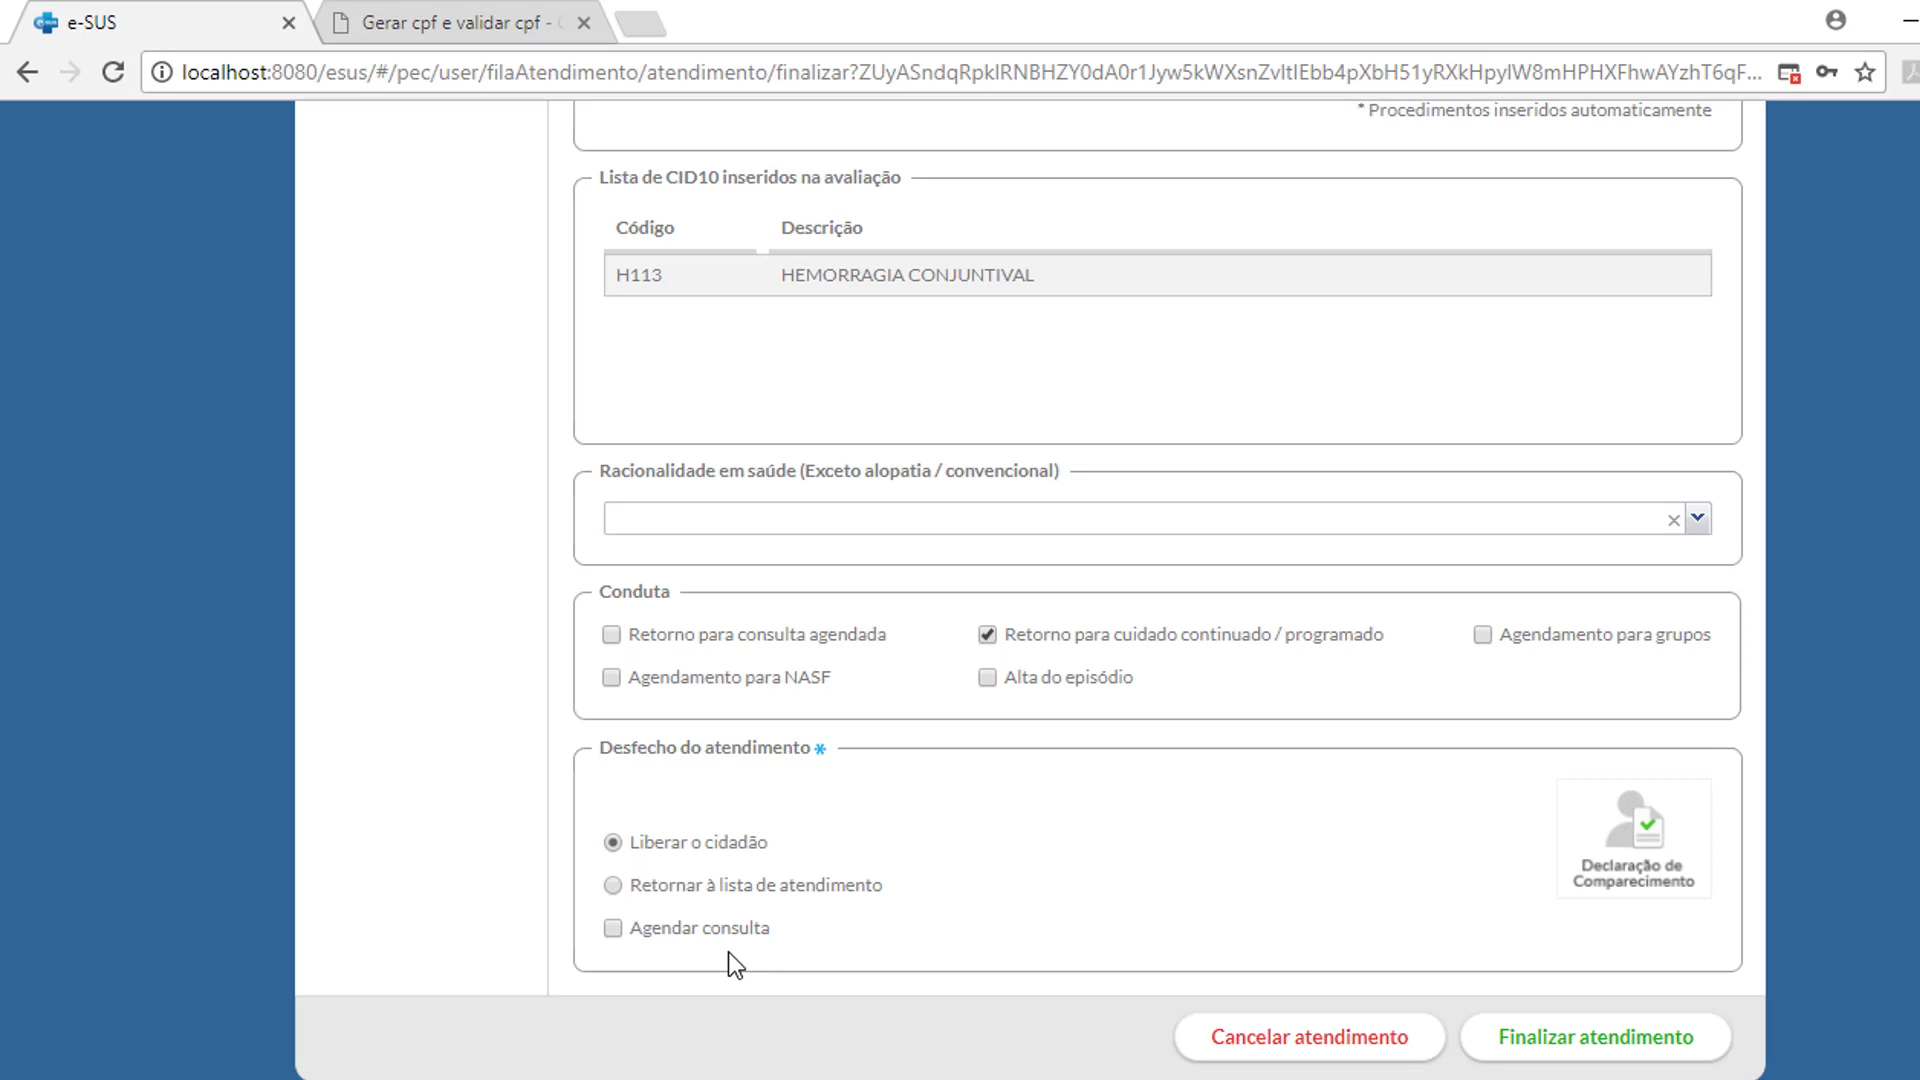 e-SUS
Gerar cpf e validar cpf -
localhost:8080/esus/#/pec/user/filaAtendimento/atendimento/finalizar?
* Procedimentos inseridos automaticamente
Lista de CID10 inseridos na avaliação
Código Descrição
H113 HEMORRAGIA CONJUNTIVAL
Racionalidade em saúde (Exceto alopatia / convencional)
Conduta
Retorno para consulta agendada Retorno para cuidado continuado / programado Agendamento para grupos
Agendamento para NASF Alta do episódio
Desfecho do atendimento *
Liberar o cidadão
Retornar à lista de atendimento
Agendar consulta
Declaração de
Comparecimento
Cancelar atendimento Finalizar atendimento